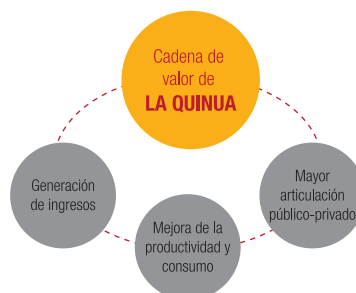 Cadena de
valor de
LA QUINUA
Generación
de ingresos
Mejora de la
productividad y
consumo
Mayor
articulación
público-privado